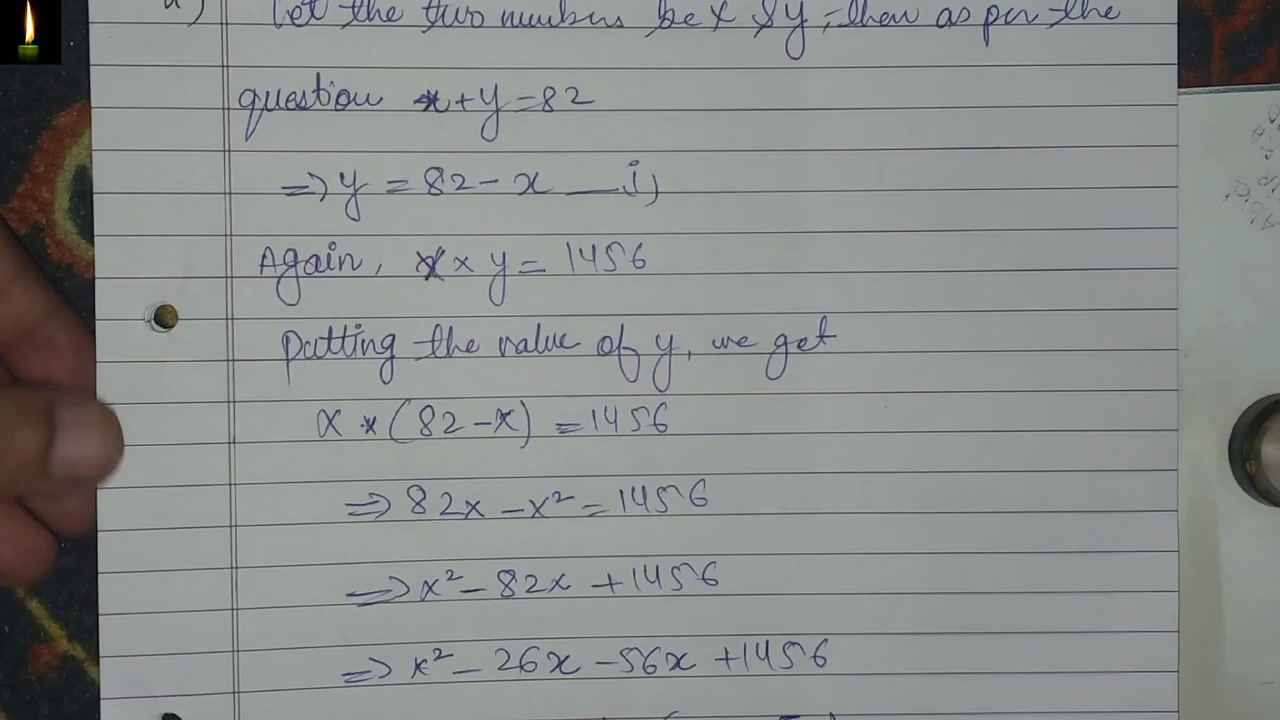 Let the two numbers be x & y, then as per the
question x+y=82
⇒ y = 82 - x — i)
Again, x × y = 1456
Putting the value of y, we get
x * (82 - x) = 1456
⇒ 82x - x² = 1456
⇒ x² - 82x + 1456
⇒ x² - 26x - 56x + 1456